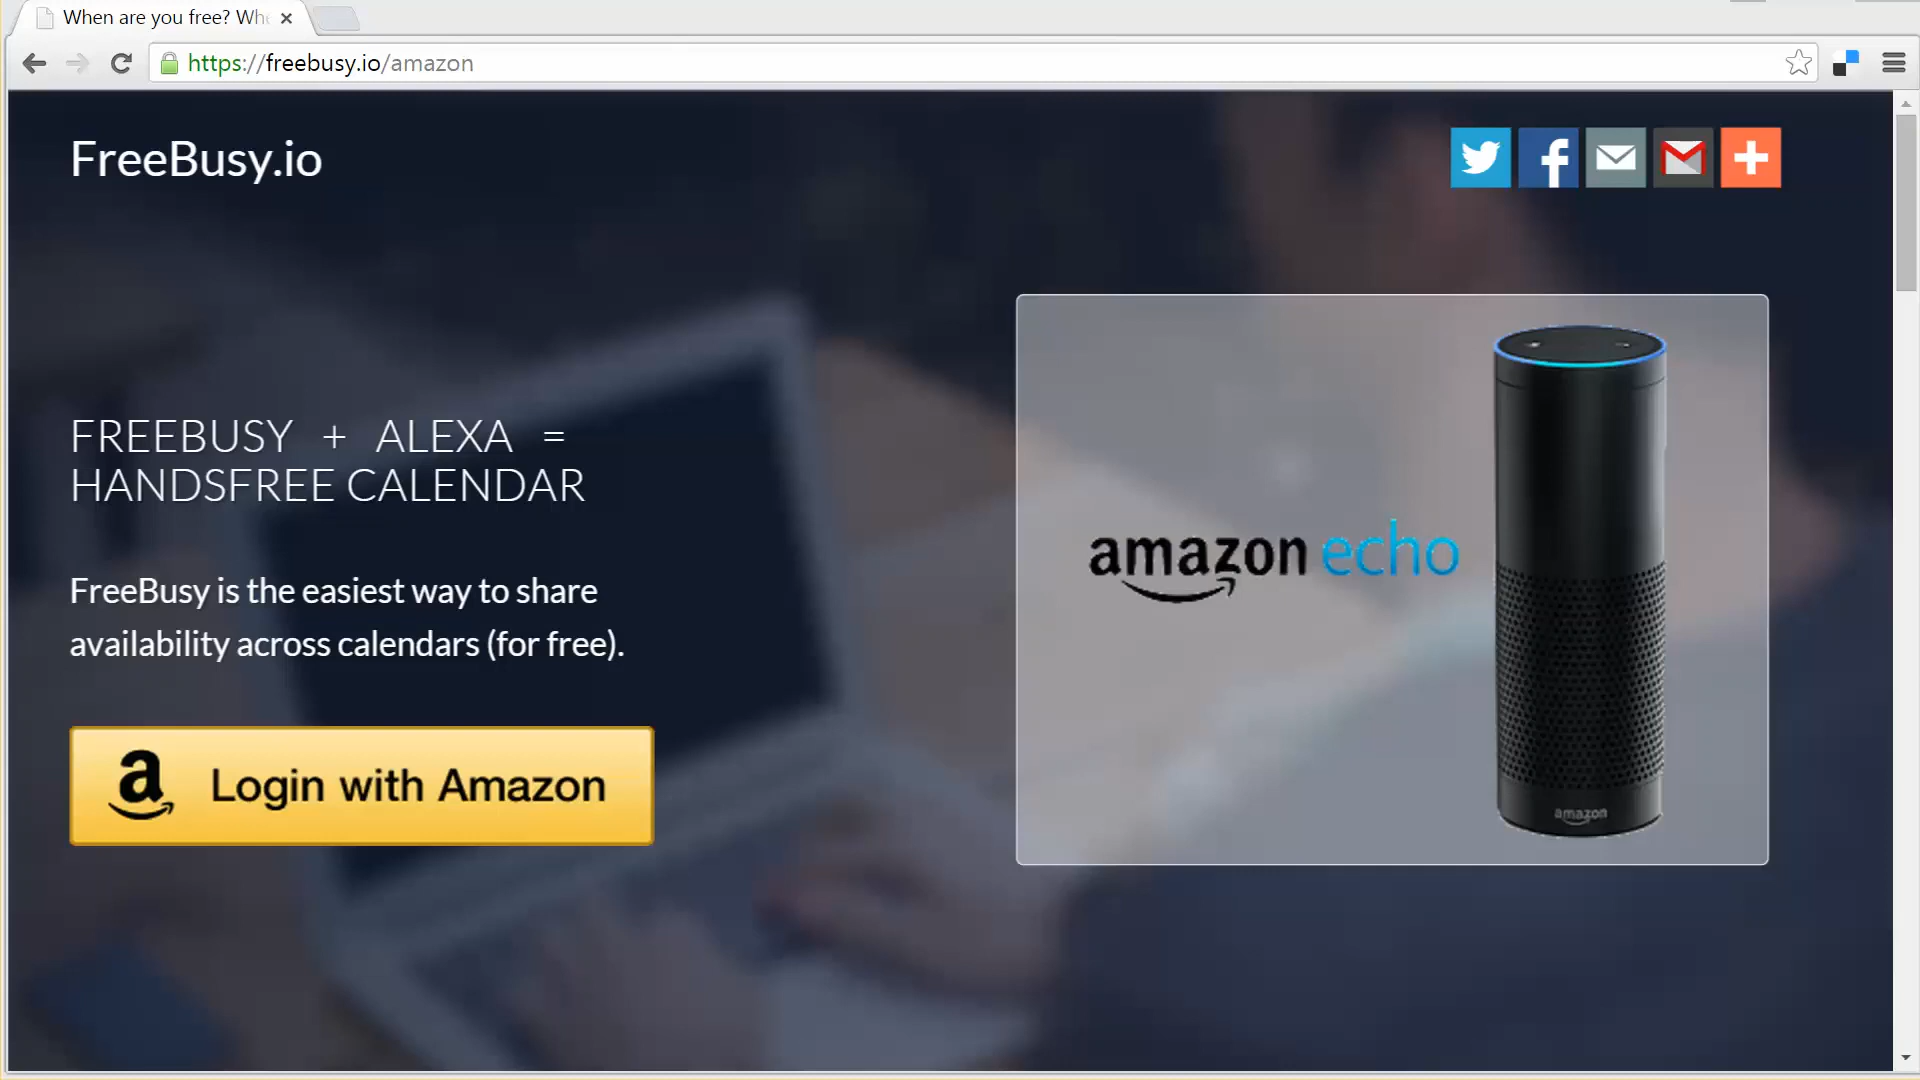 When are you free? Whe
https://freebusy.io/amazon
FreeBusy.io
FREEBUSY + ALEXA =
HANDSFREE CALENDAR
amazon echo
FreeBusy is the easiest way to share
availability across calendars (for free).
a Login with Amazon
amazon